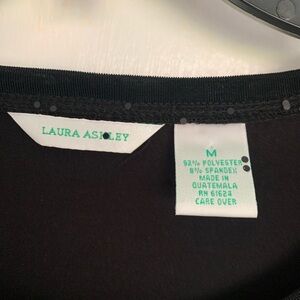 LAURA ASHLEY
M
92% POLYESTER
8% SPANDEX
MADE IN
GUATEMALA
RN 61624
CARE OVER